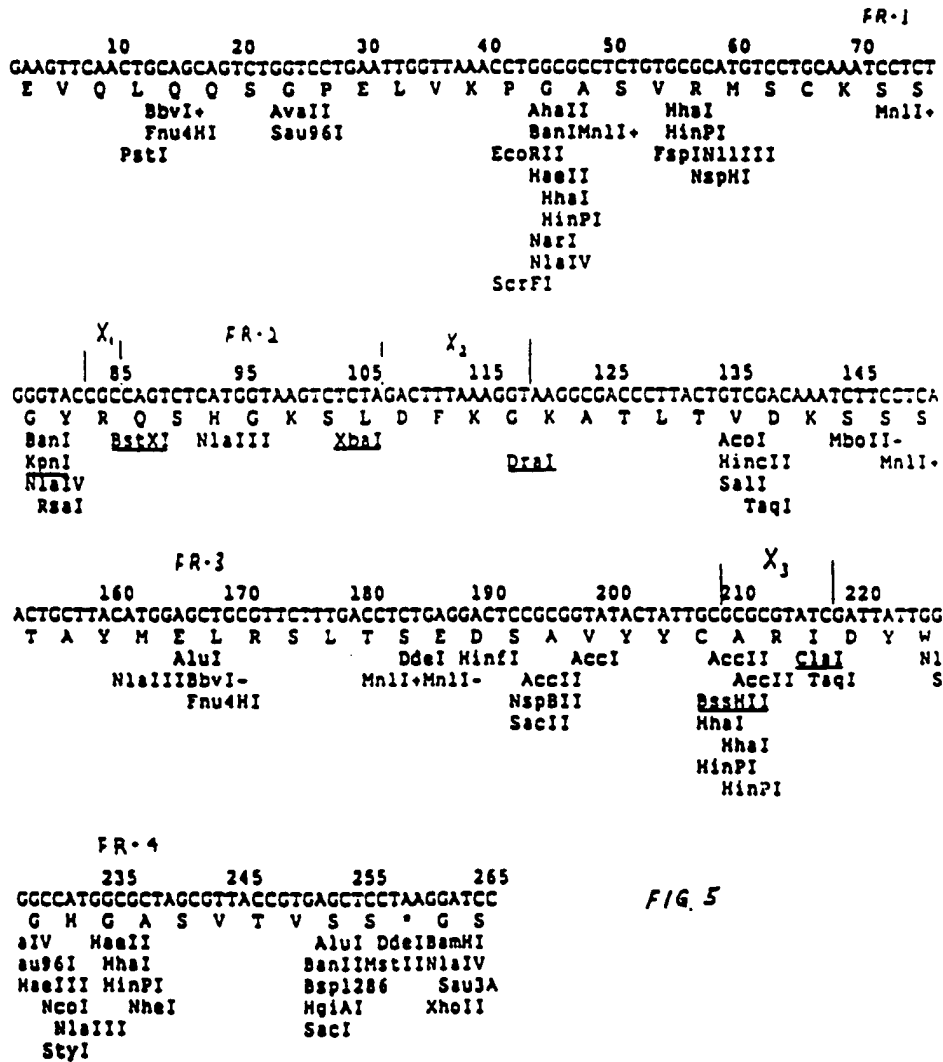 FR-1
10 20 30 40 50 60 70
GAAGTTCAACTGCAGCAGTCTGGTCCTGAATTGGTTAAACCTGGCGCCTCTGTGCGCATGTCCTGCAAATCCTCT
E V Q L Q Q S G P E L V K P G A S V R M S C K S S
BbvI+ AvaII AhaII HhaI MnlI+
Fnu4HI Sau96I BanIMnlI+ HinPI
PstI EcoRII FspINlIIII
HaeII NspHI
HhaI
HinPI
NarI
NlaIV
ScrFI
X₁ FR-2 X₂
85 95 105 115 125 135 145
GGGTACCGCCAGTCTCATGGTAAGTCTCTAGACTTTAAAGGTAAGGCGACCCTTACTGTCGACAAATCTTCCTCA
G Y R Q S H G K S L D F K G K A T L T V D K S S S
BanI BstXI NlaIII XbaI AcoI MboII-
KpnI DraI HincII MnlI+
NlaIV SalI
RsaI TaqI
FR-3 X₃
160 170 180 190 200 210 220
ACTGCTTACATGGAGCTGCGTTCTTTGACCTCTGAGGACTCCGCGGTATACTATTGCGCGCGTATCGATTATTGG
T A Y M E L R S L T S E D S A V Y Y C A R I D Y W
AluI DdeI HinfI AccI AccII ClaI Nl
NlaIIIBbvI- MnlI+MnlI- AccII AccII TaqI S
Fnu4HI NspBII BssHII
SacII HhaI
HhaI
HinPI
HinPI
FR-4
235 245 255 265
GGCCATGGCGCTAGCGTTACCGTGAGCTCCTAAGGATCC
G H G A S V T V S S * G S
aIV HaeII AluI DdeIBamHI
au96I HhaI BanIIMstIINlaIV
HaeIII HinPI Bsp1286 Sau3A
NcoI NheI HgiAI XhoII
NlaIII SacI
StyI
FIG. 5